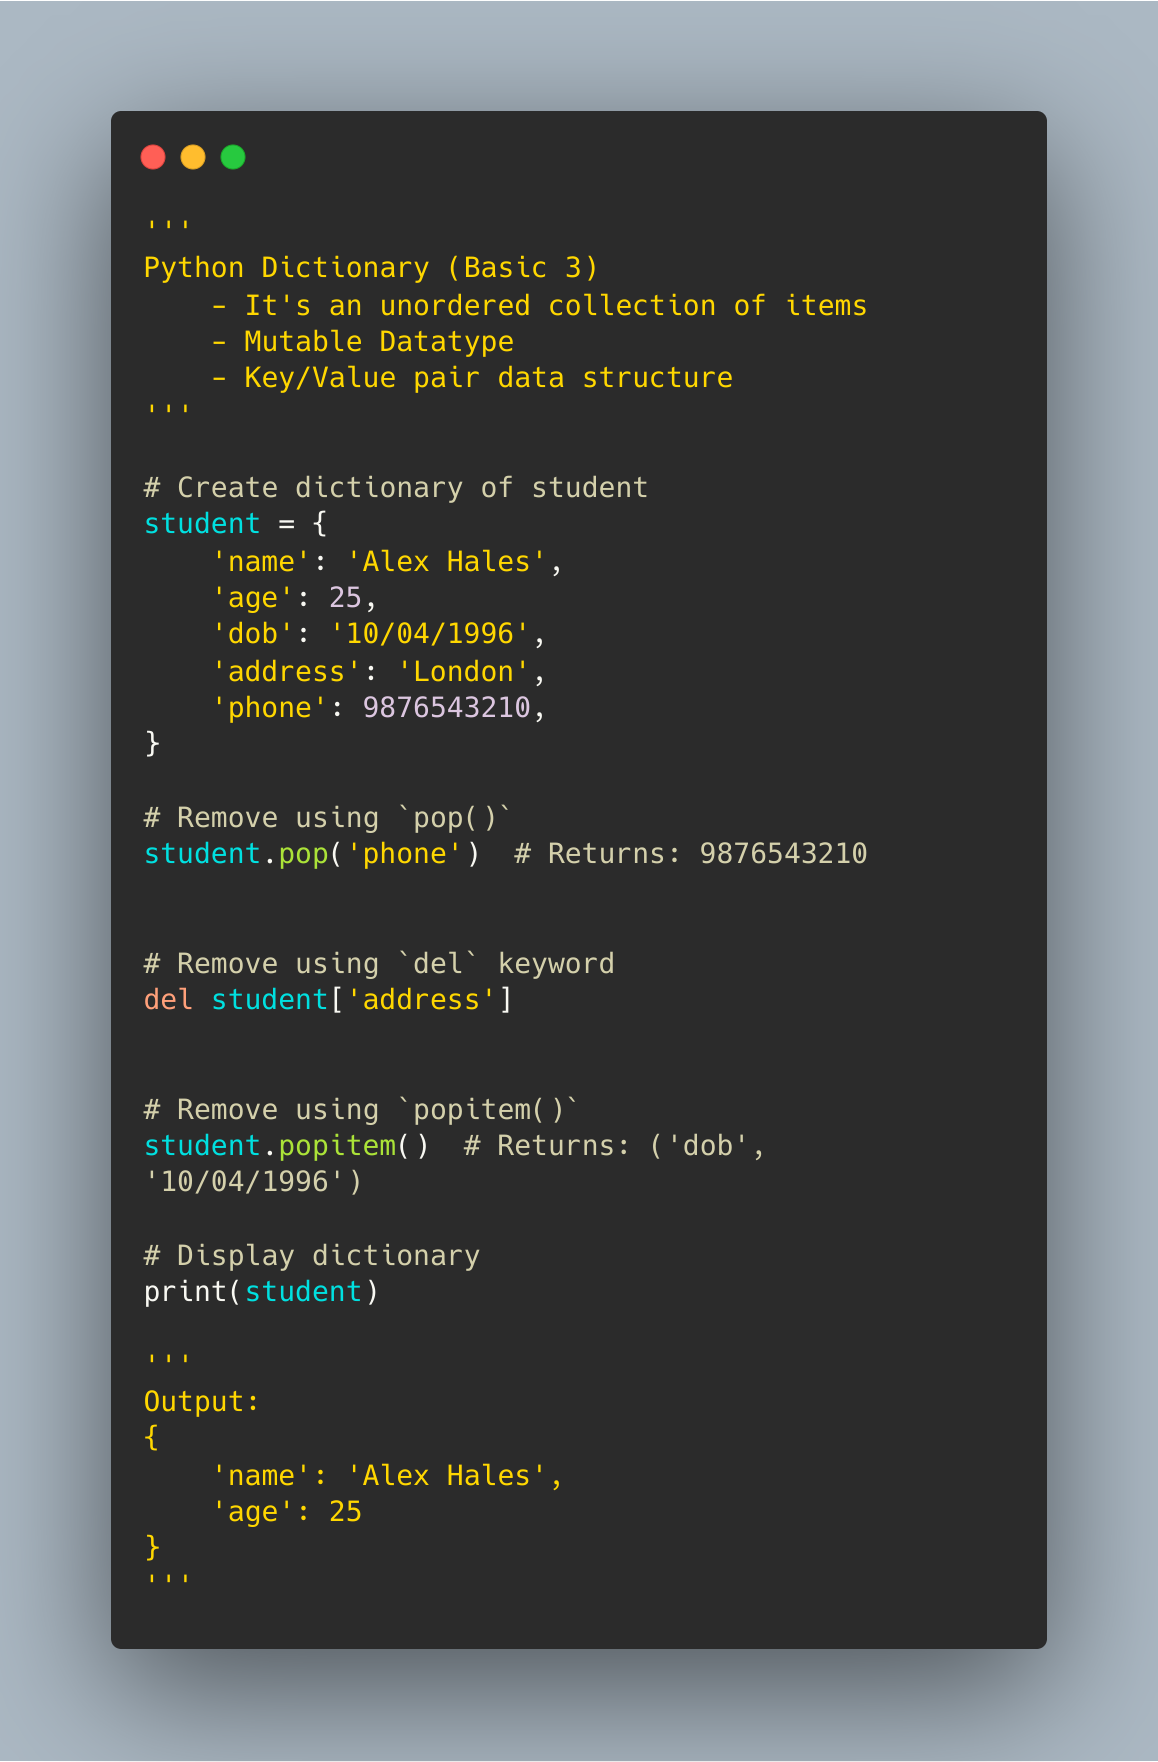 '''
Python Dictionary (Basic 3)
    - It's an unordered collection of items
    - Mutable Datatype
    - Key/Value pair data structure
'''

# Create dictionary of student
student = {
    'name': 'Alex Hales',
    'age': 25,
    'dob': '10/04/1996',
    'address': 'London',
    'phone': 9876543210,
}

# Remove using `pop()`
student.pop('phone')  # Returns: 9876543210


# Remove using `del` keyword
del student['address']


# Remove using `popitem()`
student.popitem()  # Returns: ('dob',
'10/04/1996')

# Display dictionary
print(student)

'''
Output:
{
    'name': 'Alex Hales',
    'age': 25
}
'''